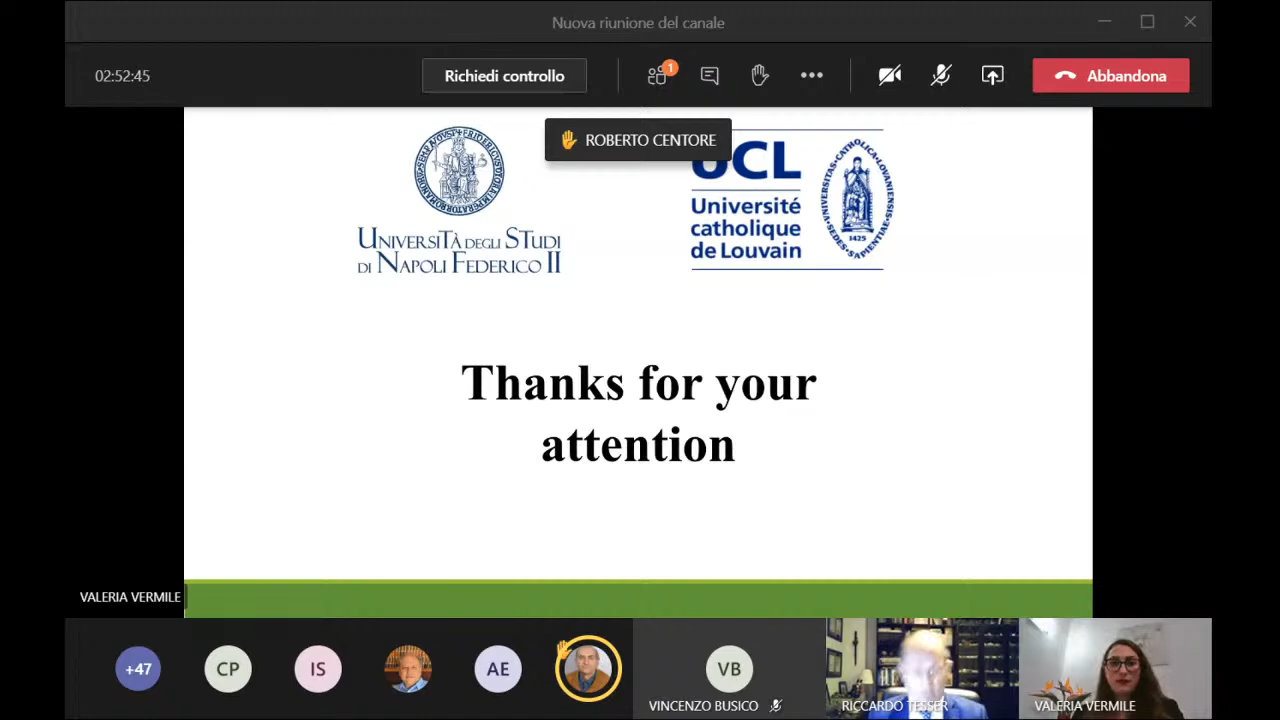 Nuova riunione del canale
02:52:45
Richiedi controllo
1
Abbandona
ROBERTO CENTORE
UCL
Université
catholique
de Louvain
1425
UNIVERSITÀ DEGLI STUDI
DI NAPOLI FEDERICO II
Thanks for your
attention
VALERIA VERMILE
+47
CP
IS
AE
VB
VINCENZO BUSICO
RICCARDO TESSER
VALERIA VERMILE